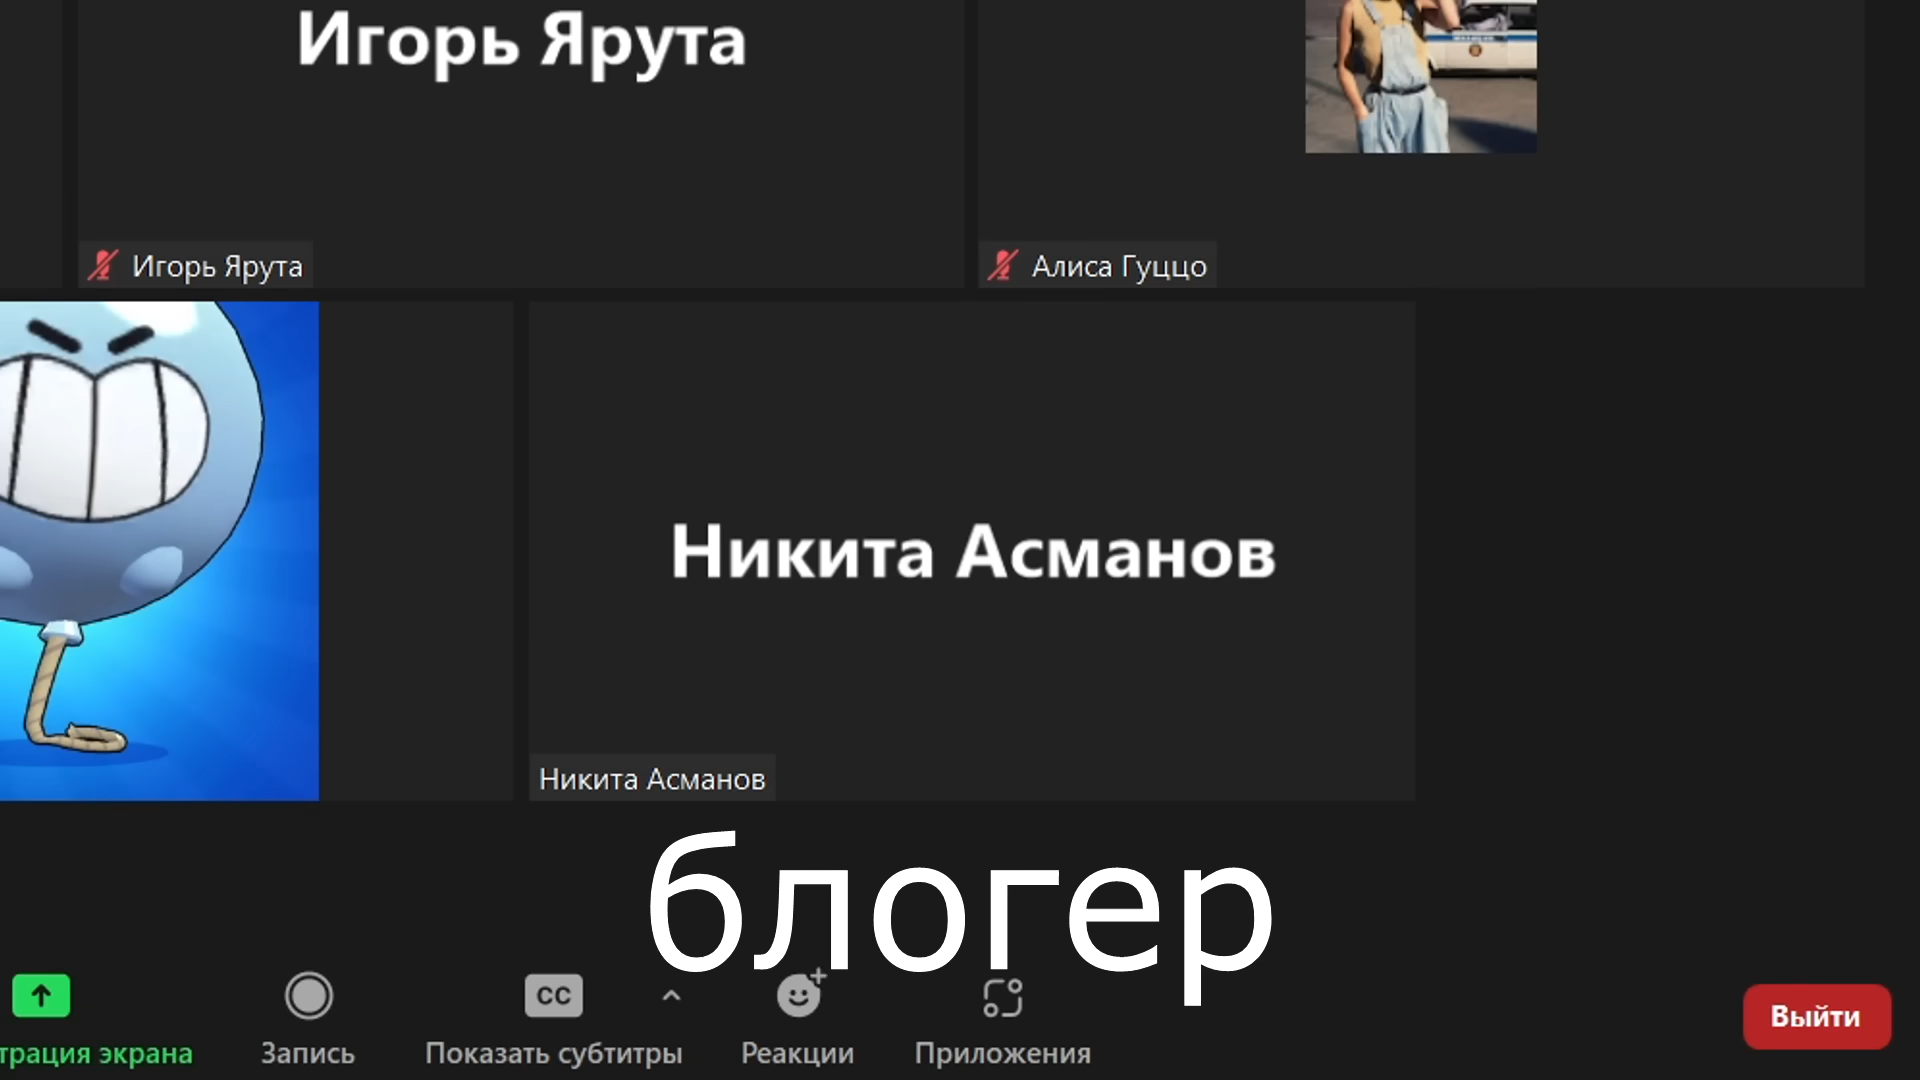 Игорь Ярута
Игорь Ярута
Алиса Гуццо
Никита Асманов
Никита Асманов
блогер
CC
трация экрана
Запись
Показать субтитры
Реакции
Приложения
Выйти